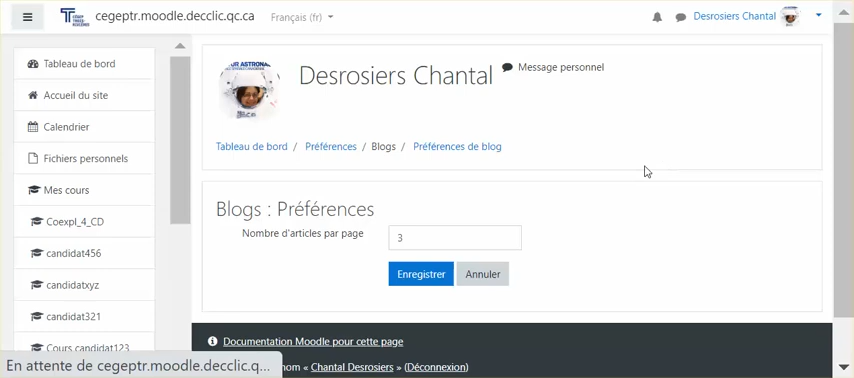 cegeptr.moodle.decclic.qc.ca
Français (fr)
Desrosiers Chantal
Tableau de bord
Accueil du site
Calendrier
Fichiers personnels
Mes cours
Coexpl_4_CD
candidat456
candidatxyz
candidat321
Cours candidat123
Desrosiers Chantal
Message personnel
Tableau de bord / Préférences / Blogs / Préférences de blog
Blogs : Préférences
Nombre d'articles par page
3
Enregistrer
Annuler
Documentation Moodle pour cette page
nom « Chantal Desrosiers » (Déconnexion)
En attente de cegeptr.moodle.decclic.q...